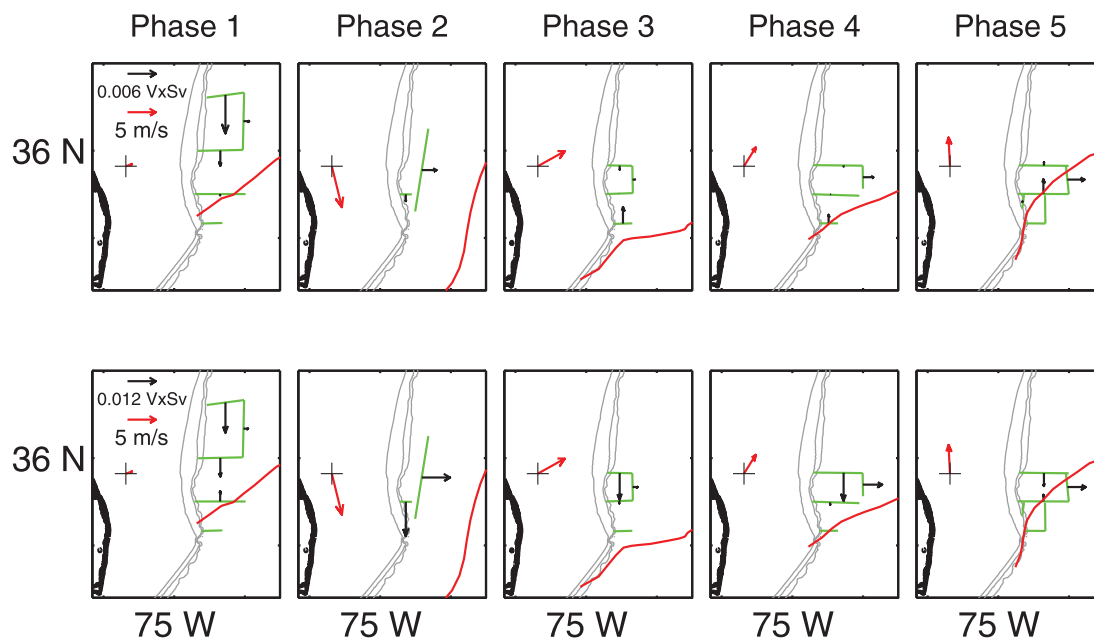 Phase 1 Phase 2 Phase 3 Phase 4 Phase 5
0.006 VxSv
5 m/s
36 N
0.012 VxSv
5 m/s
36 N
75 W 75 W 75 W 75 W 75 W